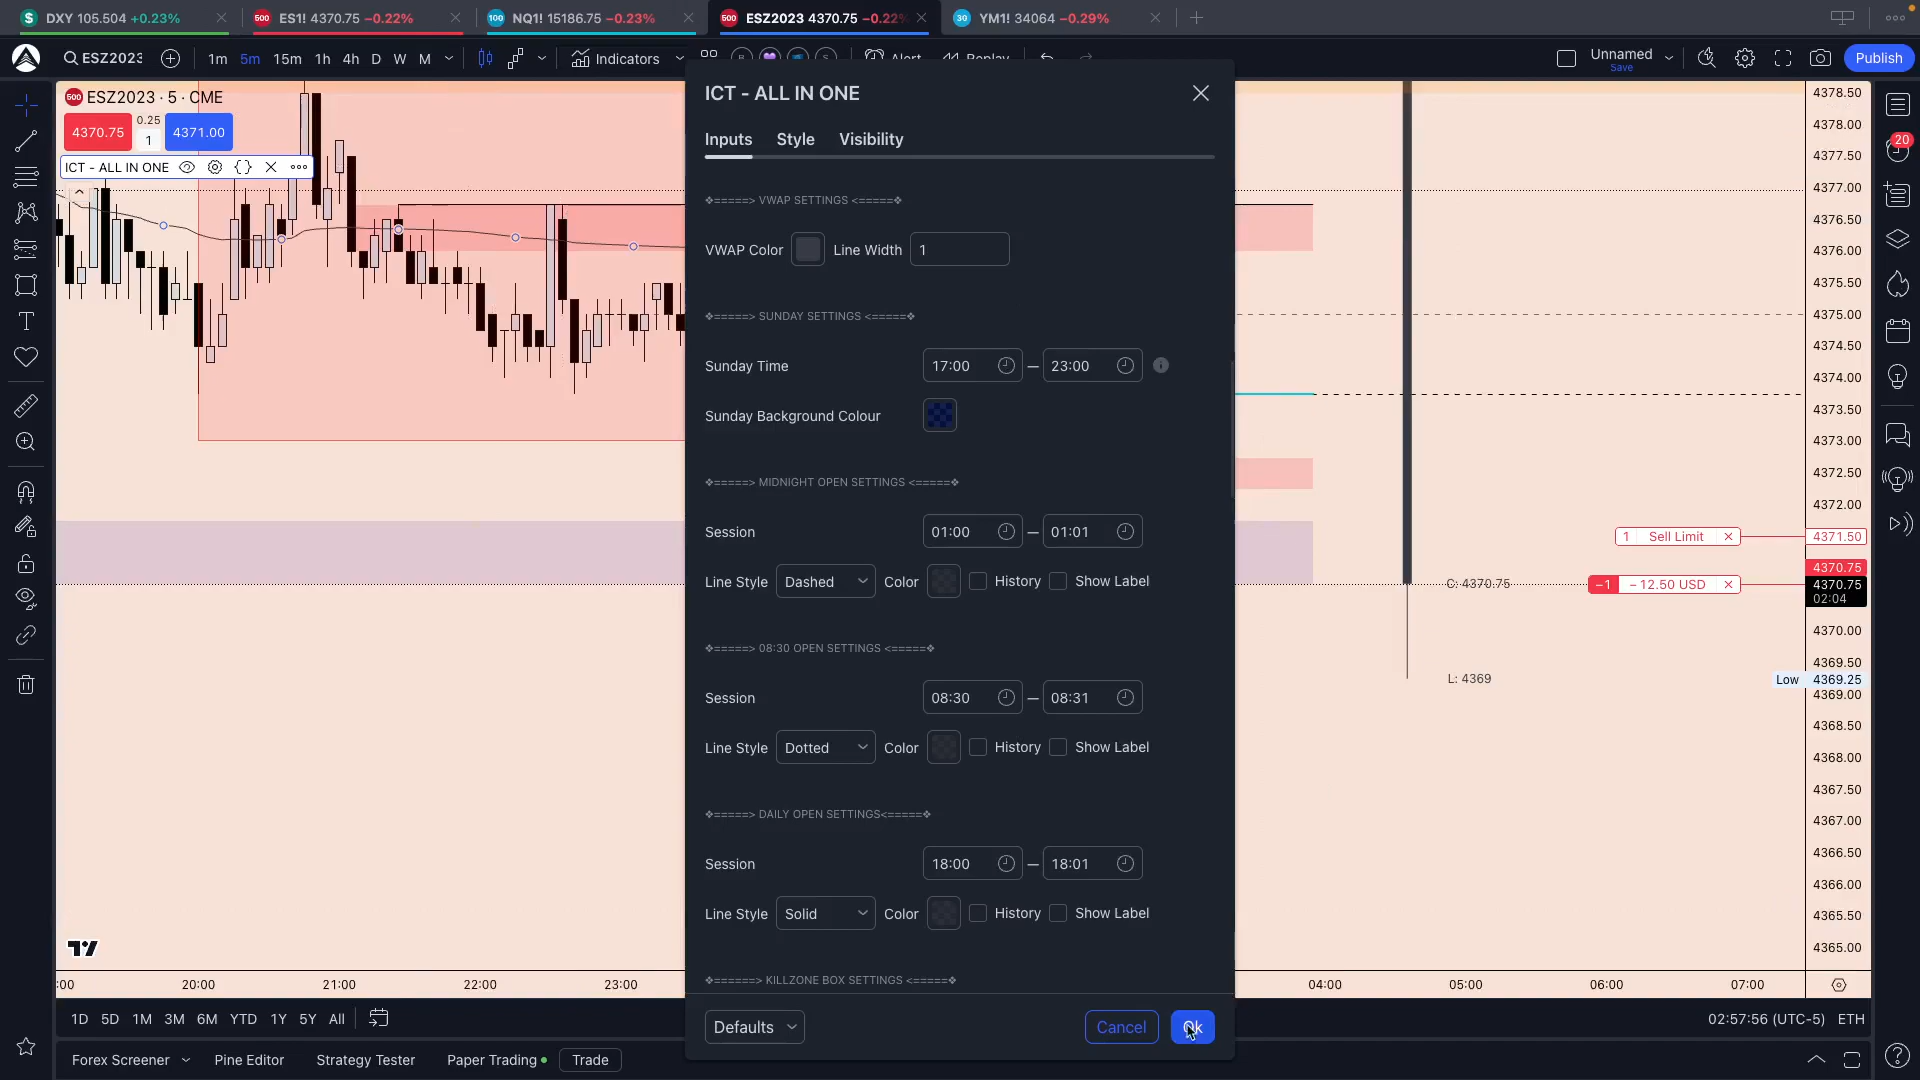 DXY 105.504 +0.23%
ES1! 4370.75 −0.22%
NQ1! 15186.75 −0.23%
ESZ2023 4370.75 −0.22%
YM1! 34064 −0.29%
ESZ2023
1m 5m 15m 1h 4h D W M
Indicators
Alert
Replay
Unnamed
Save
Publish
ESZ2023 · 5 · CME
4370.75
0.25
1
4371.00
ICT - ALL IN ONE
ICT - ALL IN ONE
Inputs Style Visibility
❖=====> VWAP SETTINGS <=====❖
VWAP Color Line Width 1
❖=====> SUNDAY SETTINGS <=====❖
Sunday Time 17:00 — 23:00
Sunday Background Colour
❖=====> MIDNIGHT OPEN SETTINGS <=====❖
Session 01:00 — 01:01
Line Style Dashed Color History Show Label
❖=====> 08:30 OPEN SETTINGS <=====❖
Session 08:30 — 08:31
Line Style Dotted Color History Show Label
❖=====> DAILY OPEN SETTINGS<=====❖
Session 18:00 — 18:01
Line Style Solid Color History Show Label
❖======> KILLZONE BOX SETTINGS <=====❖
Defaults Cancel Ok
4378.50
4378.00
4377.50
4377.00
4376.50
4376.00
4375.50
4375.00
4374.50
4374.00
4373.50
4373.00
4372.50
4372.00
1 Sell Limit × 4371.50
4370.75
C: 4370.75 −1 − 12.50 USD × 4370.75
02:04
4370.00
4369.50
L: 4369 Low 4369.25
4369.00
4368.50
4368.00
4367.50
4367.00
4366.50
4366.00
4365.50
4365.00
20
:00 20:00 21:00 22:00 23:00 04:00 05:00 06:00 07:00
1D 5D 1M 3M 6M YTD 1Y 5Y All
02:57:56 (UTC-5) ETH
Forex Screener Pine Editor Strategy Tester Paper Trading Trade